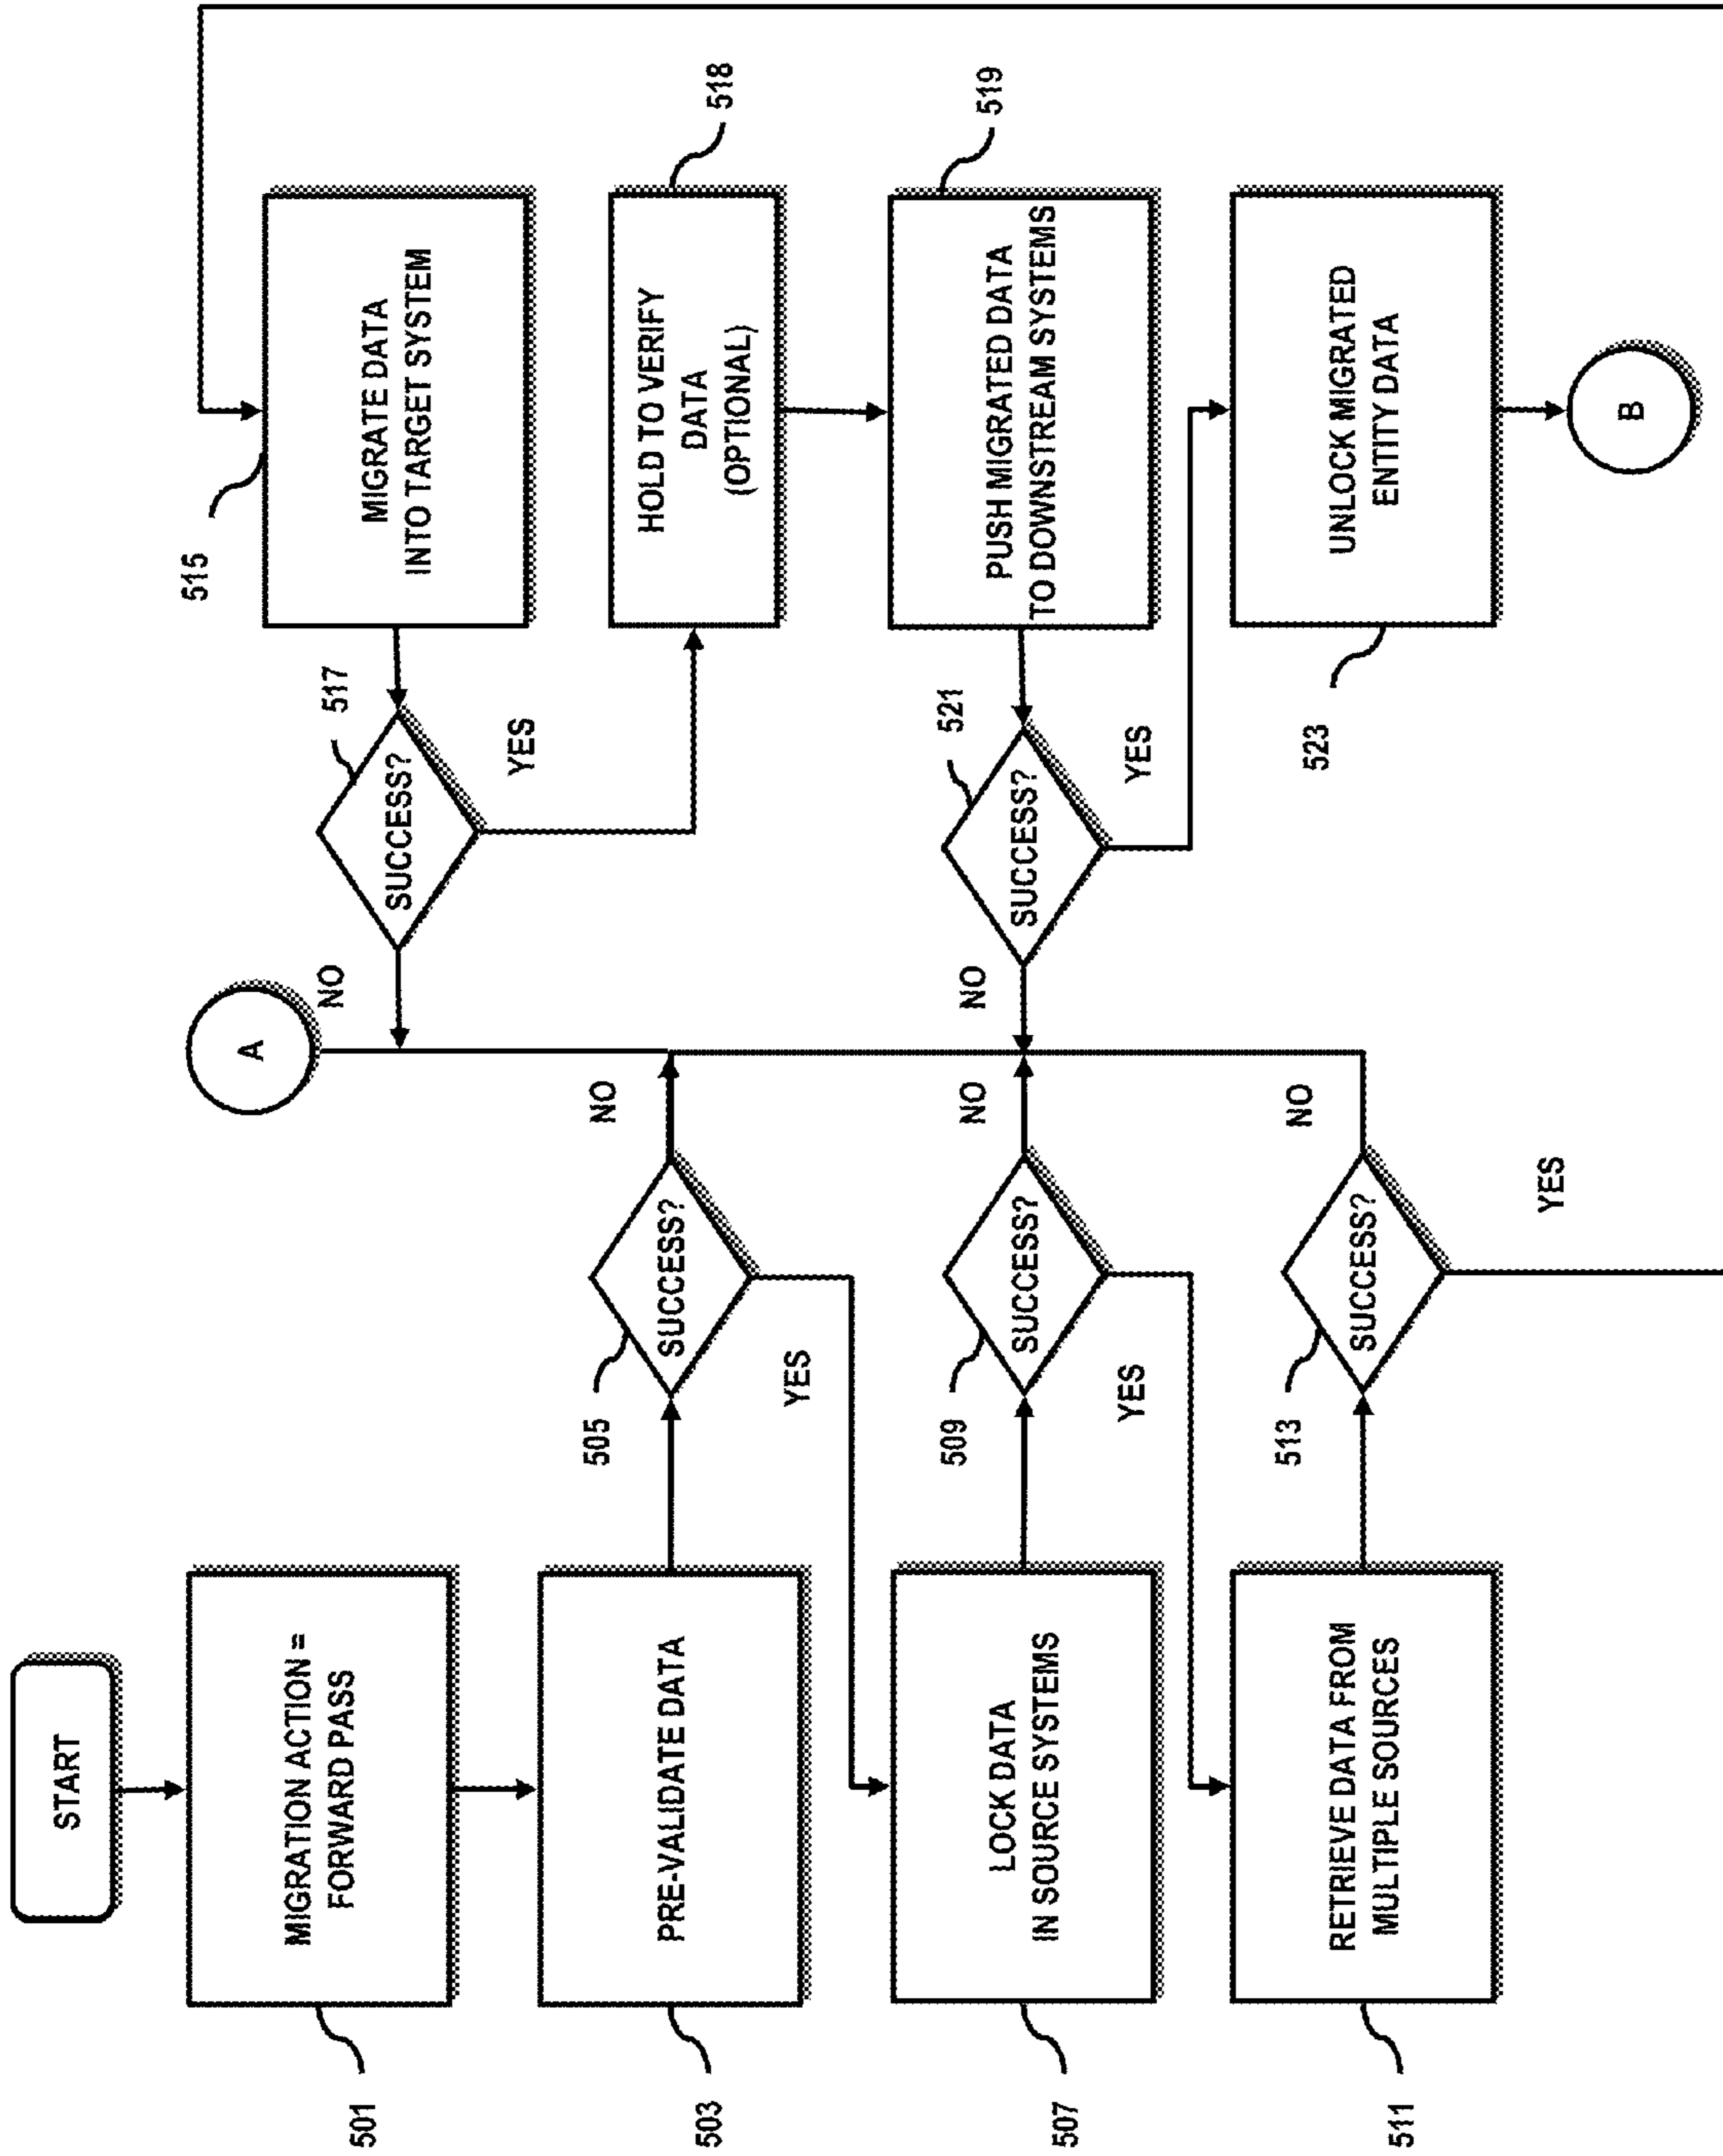 START
MIGRATION ACTION =
FORWARD PASS
501
PRE-VALIDATE DATA
503
SUCCESS?
505
NO
YES
LOCK DATA
IN SOURCE SYSTEMS
507
SUCCESS?
509
NO
YES
RETRIEVE DATA FROM
MULTIPLE SOURCES
511
SUCCESS?
513
NO
YES
A
MIGRATE DATA
INTO TARGET SYSTEM
515
SUCCESS?
517
NO
YES
HOLD TO VERIFY
DATA
(OPTIONAL)
518
PUSH MIGRATED DATA
TO DOWNSTREAM SYSTEMS
519
SUCCESS?
521
NO
YES
UNLOCK MIGRATED
ENTITY DATA
523
B